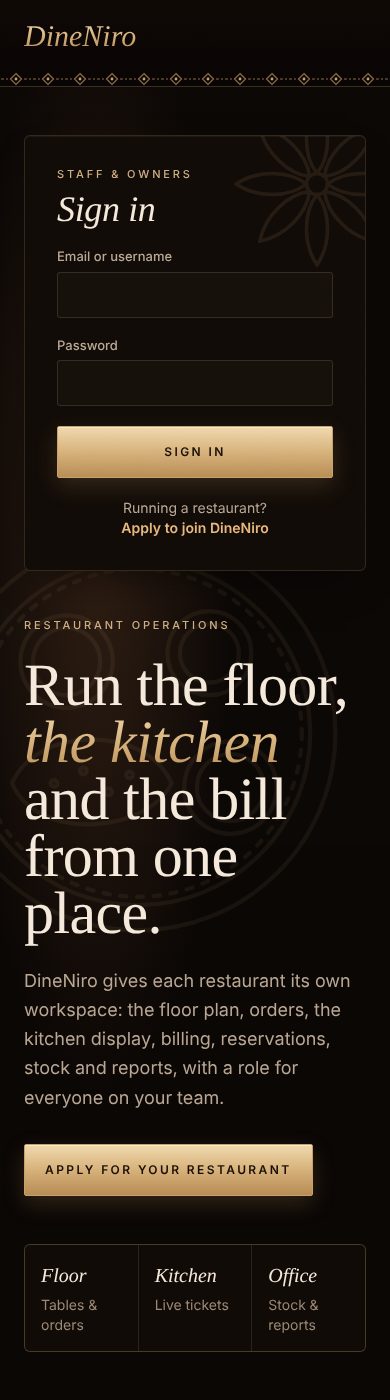 DineNiro
STAFF & OWNERS
Sign in
Email or username
Password
SIGN IN
Running a restaurant?
Apply to join DineNiro
RESTAURANT OPERATIONS
Run the floor,
the kitchen
and the bill
from one
place.
DineNiro gives each restaurant its own
workspace: the floor plan, orders, the
kitchen display, billing, reservations,
stock and reports, with a role for
everyone on your team.
APPLY FOR YOUR RESTAURANT
Floor
Tables &
orders
Kitchen
Live tickets
Office
Stock &
reports